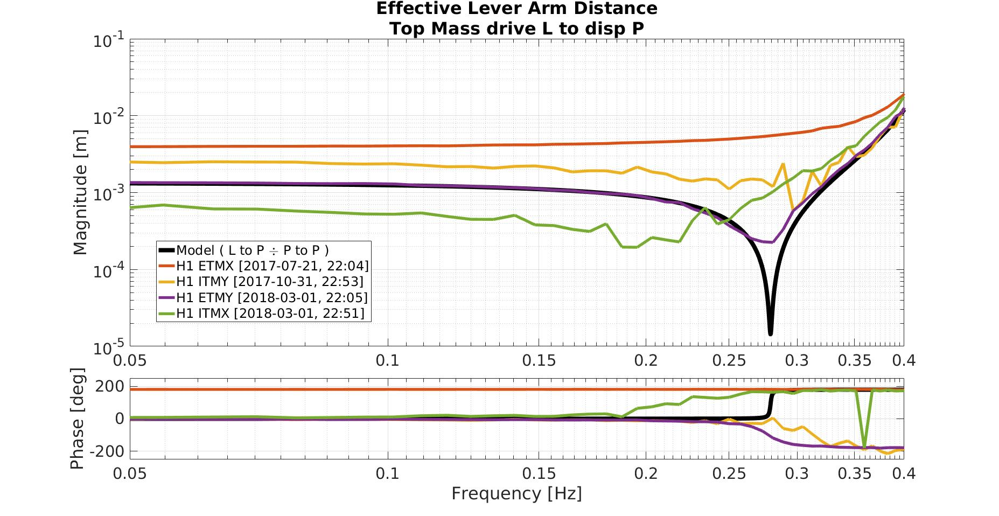 Effective Lever Arm Distance
Top Mass drive L to disp P
Magnitude [m]
10^-1
10^-2
10^-3
10^-4
10^-5
Model ( L to P ÷ P to P )
H1 ETMX [2017-07-21, 22:04]
H1 ITMY [2017-10-31, 22:53]
H1 ETMY [2018-03-01, 22:05]
H1 ITMX [2018-03-01, 22:51]
0.05 0.1 0.15 0.2 0.25 0.3 0.35 0.4
Phase [deg]
200
0
-200
0.05 0.1 0.15 0.2 0.25 0.3 0.35 0.4
Frequency [Hz]